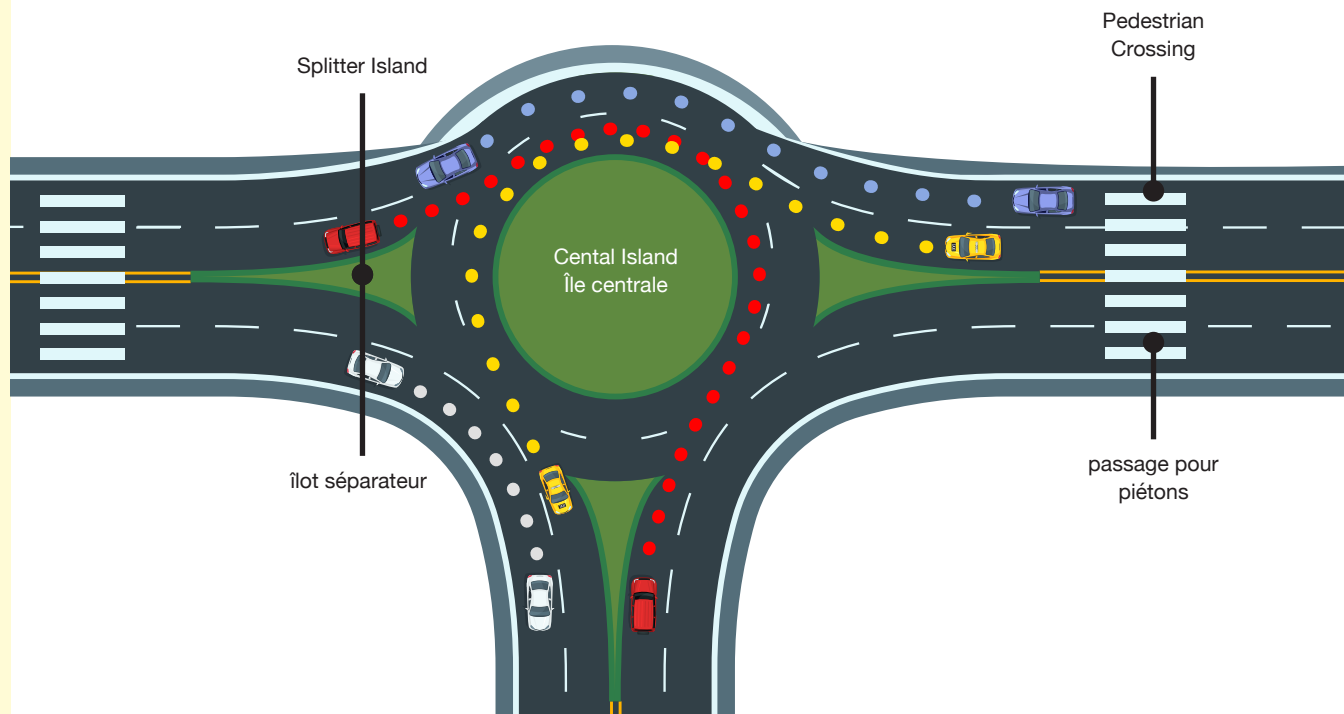 Pedestrian
Crossing
Splitter Island
Cental Island
Île centrale
îlot séparateur
passage pour
piétons